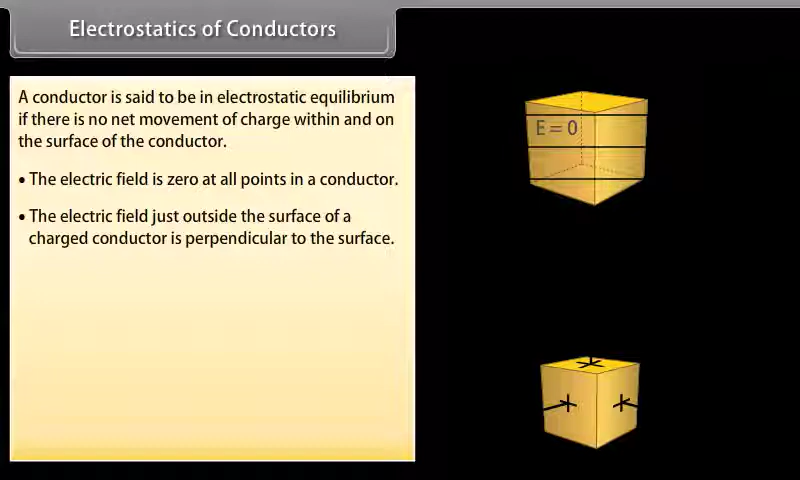 Electrostatics of Conductors
A conductor is said to be in electrostatic equilibrium
if there is no net movement of charge within and on
the surface of the conductor.
• The electric field is zero at all points in a conductor.
• The electric field just outside the surface of a
charged conductor is perpendicular to the surface.
E = 0